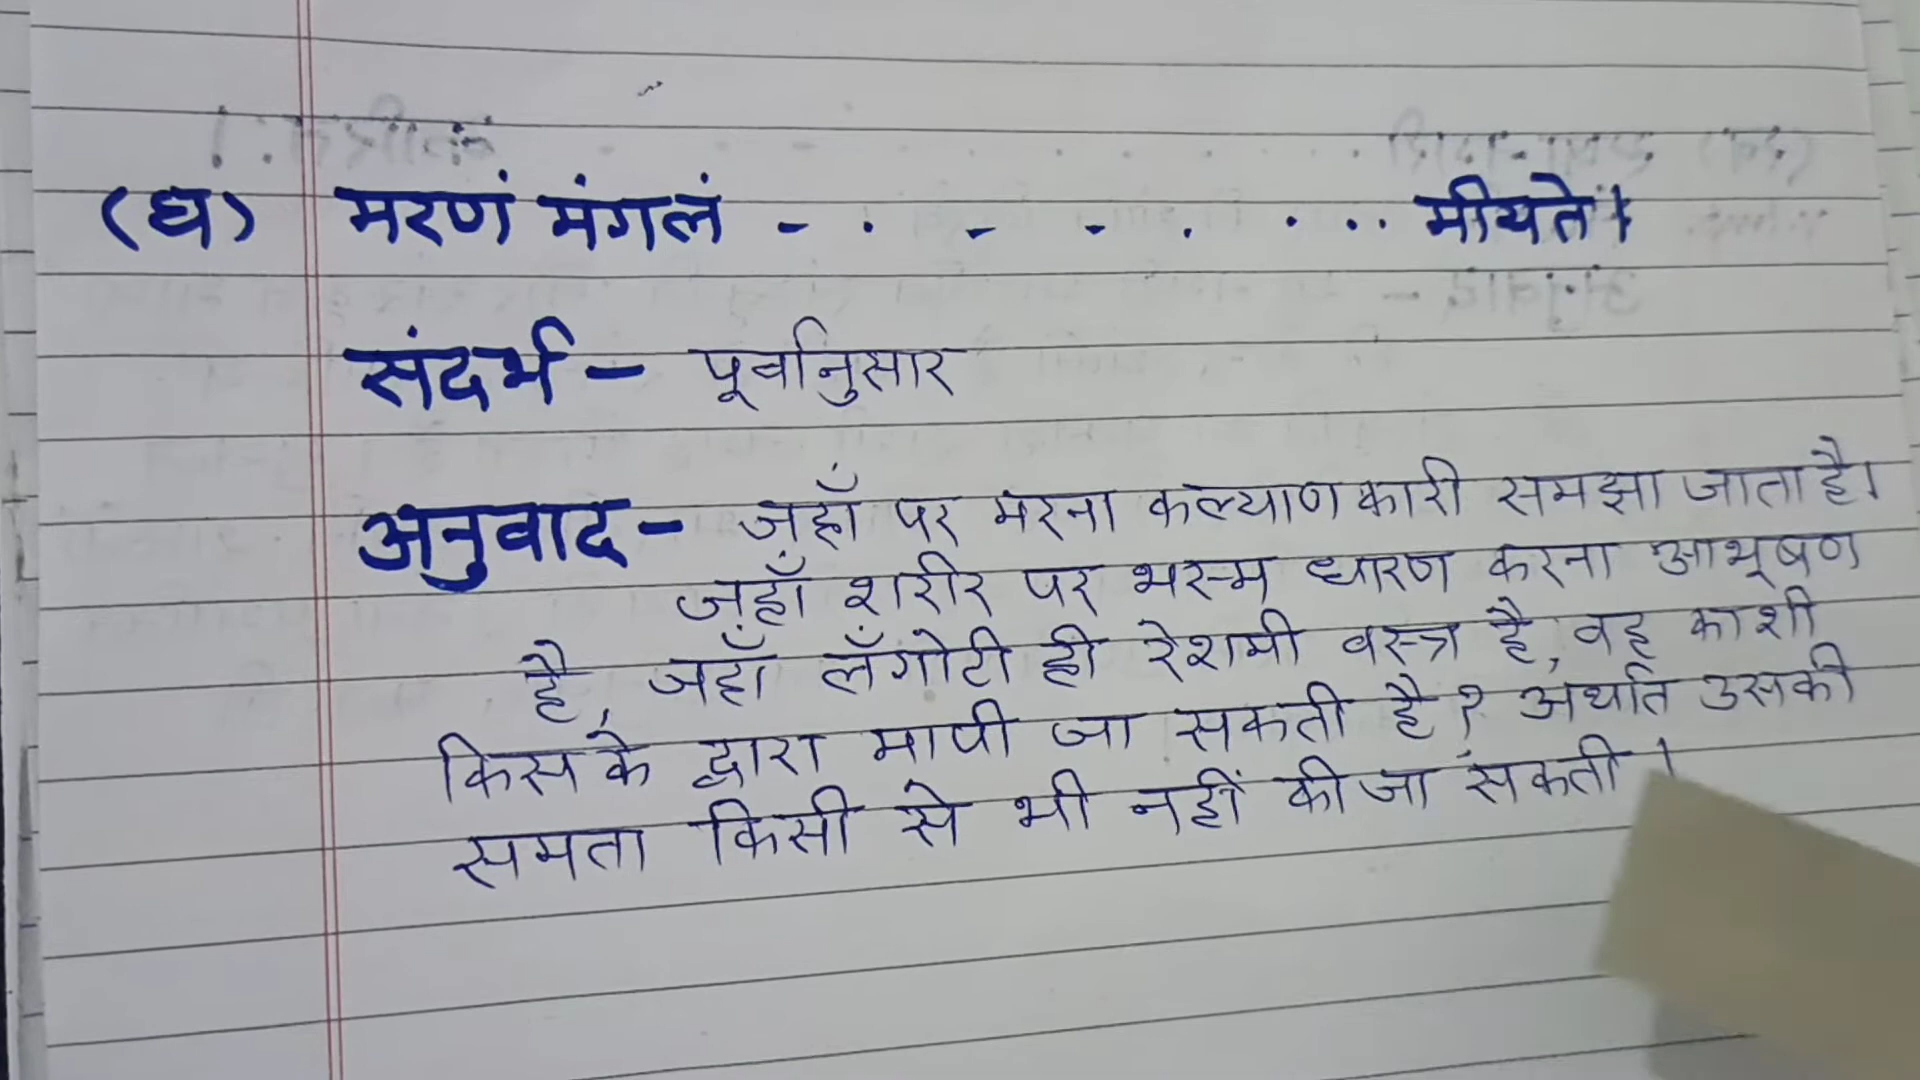 (घ) मरणं मंगलं - . - - . . .. मीयते।
संदर्भ - पूर्वानुसार
अनुवाद - जहाँ पर मरना कल्याणकारी समझा जाता है।
जहाँ शरीर पर भस्म धारण करना आभूषण
है, जहाँ लँगोटी ही रेशमी वस्त्र है, वह काशी
किसके द्वारा मापी जा सकती है? अर्थात उसकी
समता किसी से भी नहीं की जा सकती।